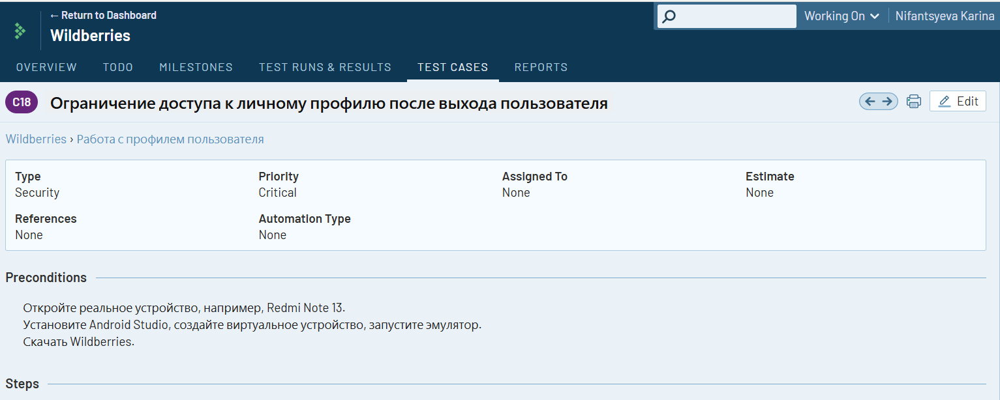 ← Return to Dashboard
Wildberries
Working On
Nifantsyeva Karina
OVERVIEW TODO MILESTONES TEST RUNS & RESULTS TEST CASES REPORTS
C18 Ограничение доступа к личному профилю после выхода пользователя
Edit
Wildberries › Работа с профилем пользователя
Type Priority Assigned To Estimate
Security Critical None None
References Automation Type
None None
Preconditions
Откройте реальное устройство, например, Redmi Note 13.
Установите Android Studio, создайте виртуальное устройство, запустите эмулятор.
Скачать Wildberries.
Steps